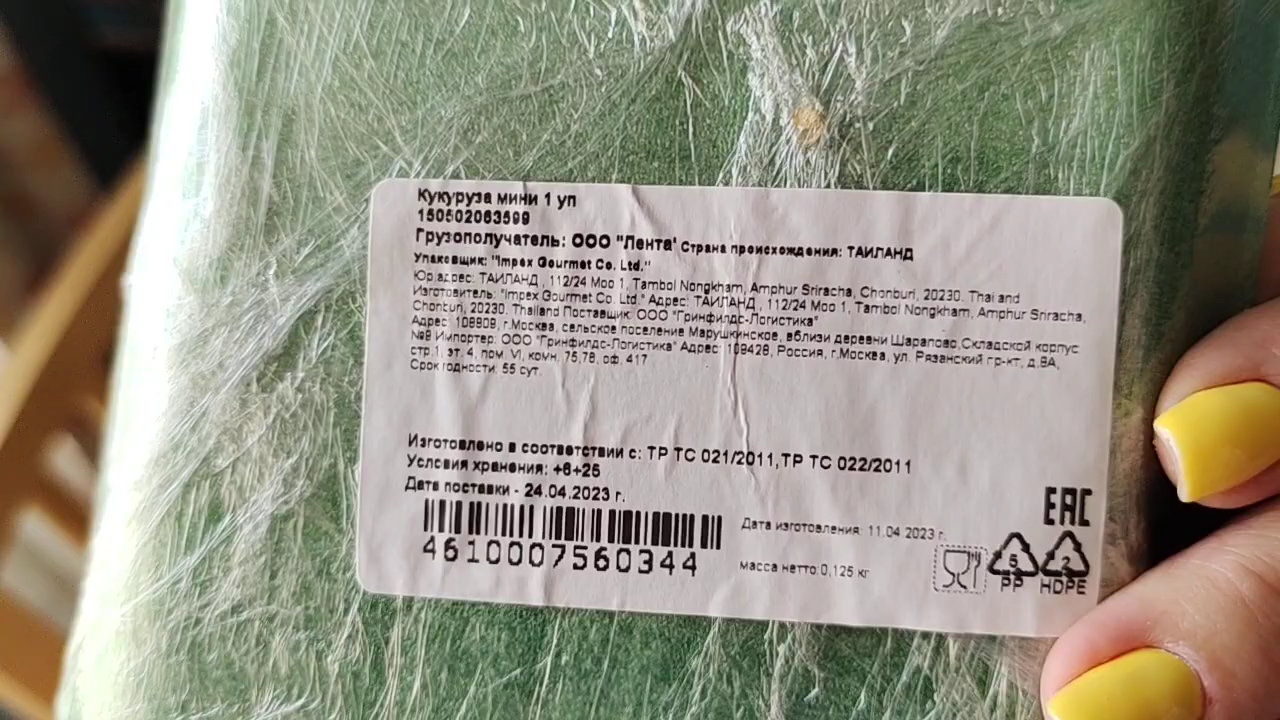 Кукуруза мини 1 уп
150502063599
Грузополучатель: ООО "Лента" Страна происхождения: ТАИЛАНД
Упаковщик: "Impex Gourmet Co. Ltd."
Юр.адрес: ТАИЛАНД , 112/24 Moo 1, Tambol Nongkham, Amphur Sriracha, Chonburi, 20230. Thailand
Изготовитель: "Impex Gourmet Co. Ltd." Адрес: ТАИЛАНД , 112/24 Moo 1, Tambol Nongkham, Amphur Sriracha,
Chonburi, 20230. Thailand Поставщик: ООО "Гринфилдс-Логистика"
Адрес: 108809, г.Москва, сельское поселение Марушкинское, вблизи деревни Шарапово,Складской корпус
№8 Импортер: ООО "Гринфилдс-Логистика" Адрес: 109428, Россия, г.Москва, ул. Рязанский пр-кт, д.8А,
стр.1, эт. 4, пом. VI, комн. 75,76, оф. 417
Срок годности: 55 сут.
Изготовлено в соответствии с: ТР ТС 021/2011,ТР ТС 022/2011
Условия хранения: +6+25
Дата поставки - 24.04.2023 г.
4610007560344
Дата изготовления: 11.04.2023 г.
масса нетто:0,125 кг
EAC
5 2
PP HDPE